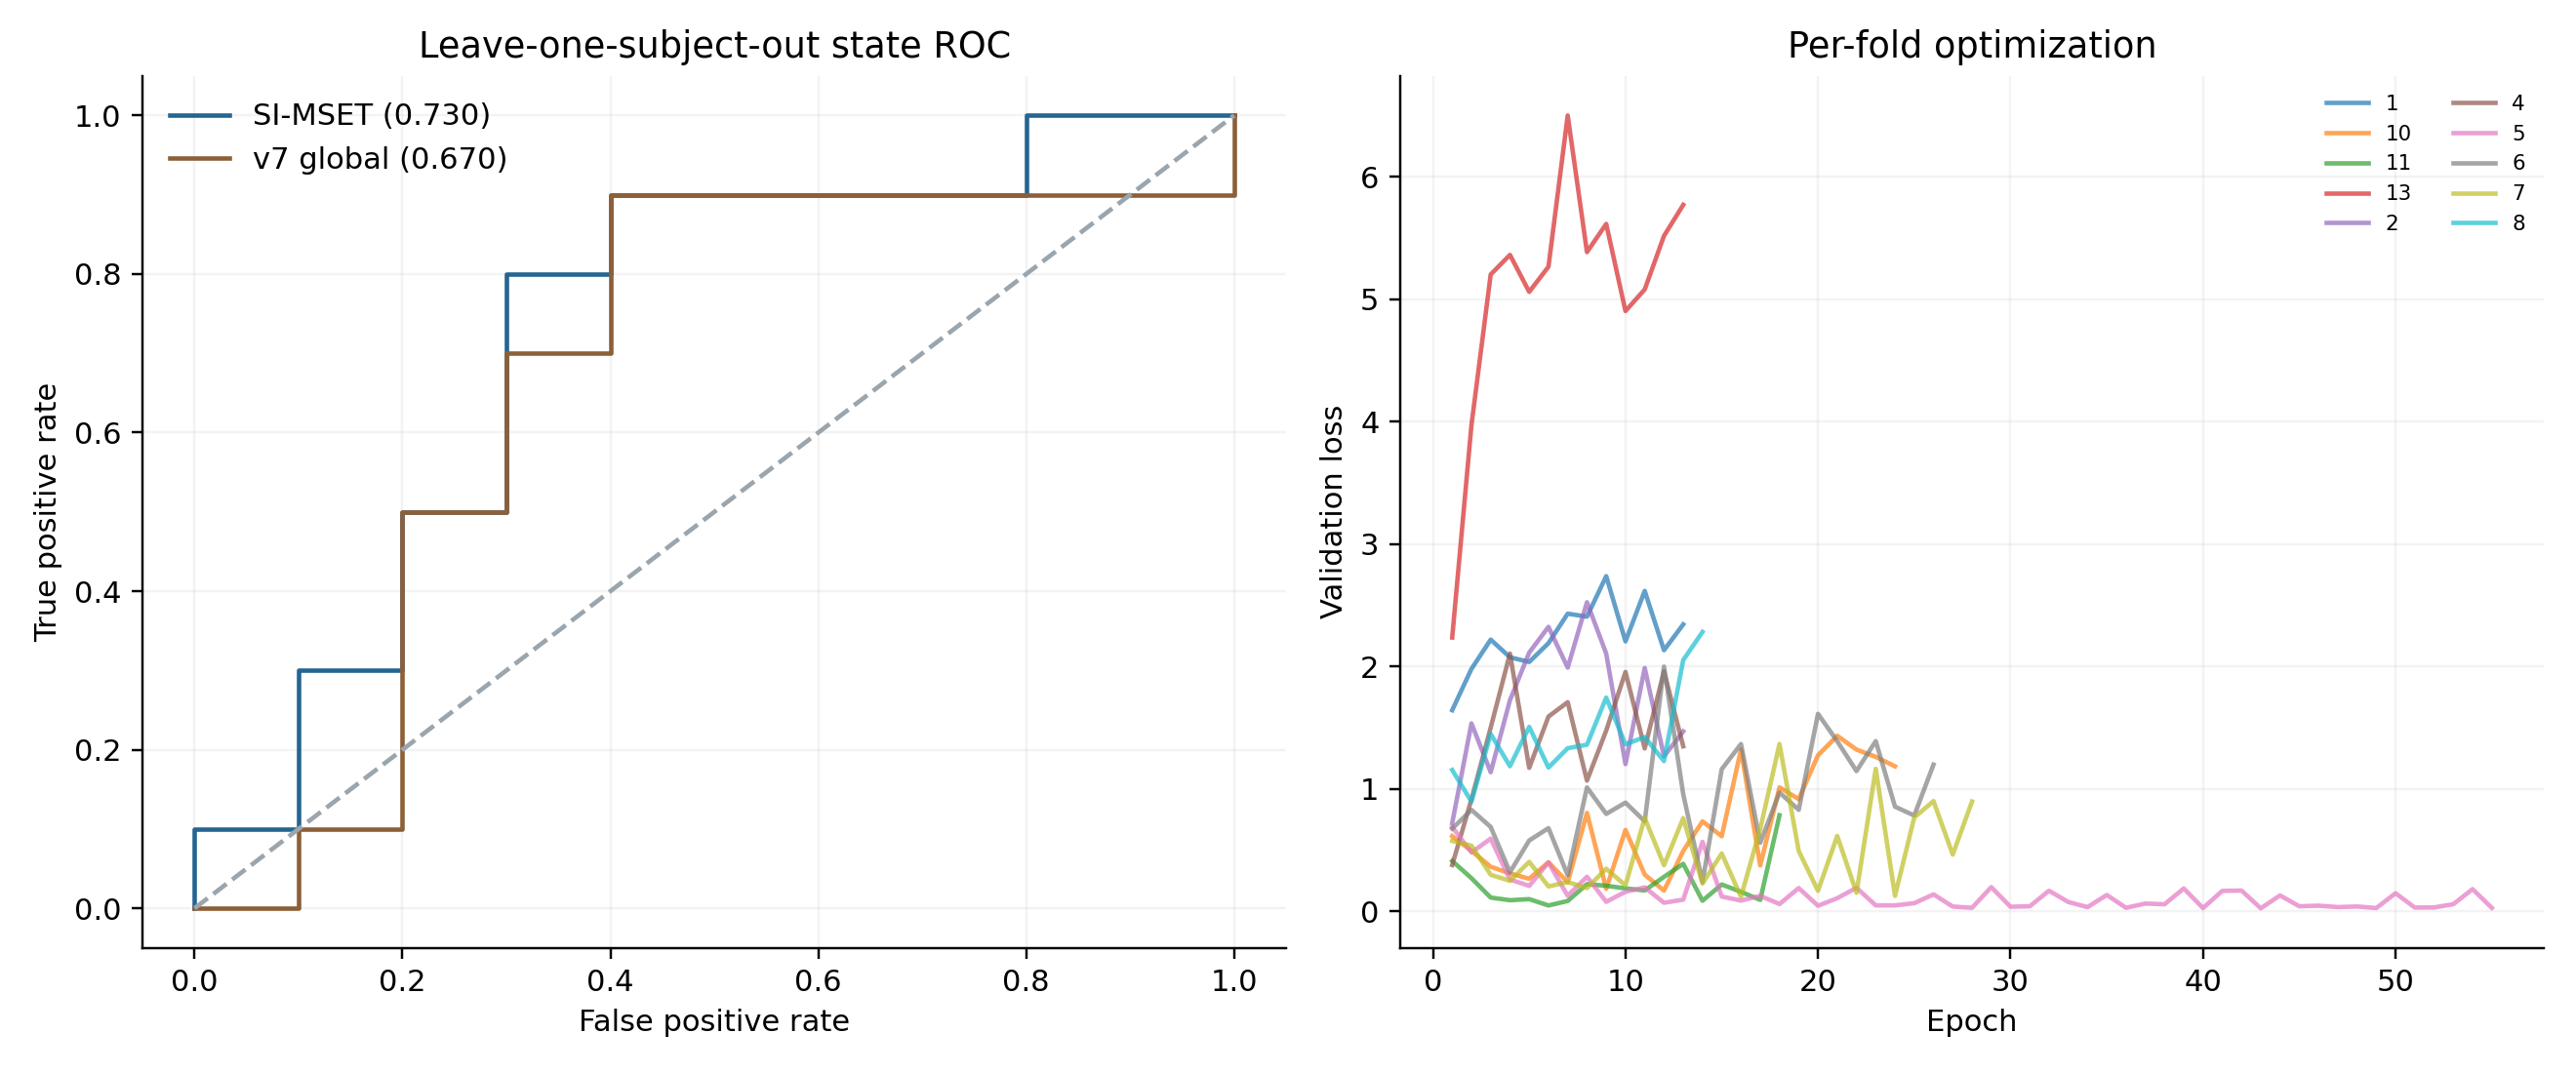 Leave-one-subject-out state ROC
SI-MSET (0.730)
v7 global (0.670)
True positive rate
1.0
0.8
0.6
0.4
0.2
0.0
0.0 0.2 0.4 0.6 0.8 1.0
False positive rate
Per-fold optimization
1 4
10 5
11 6
13 7
2 8
Validation loss
6
5
4
3
2
1
0
0 10 20 30 40 50
Epoch